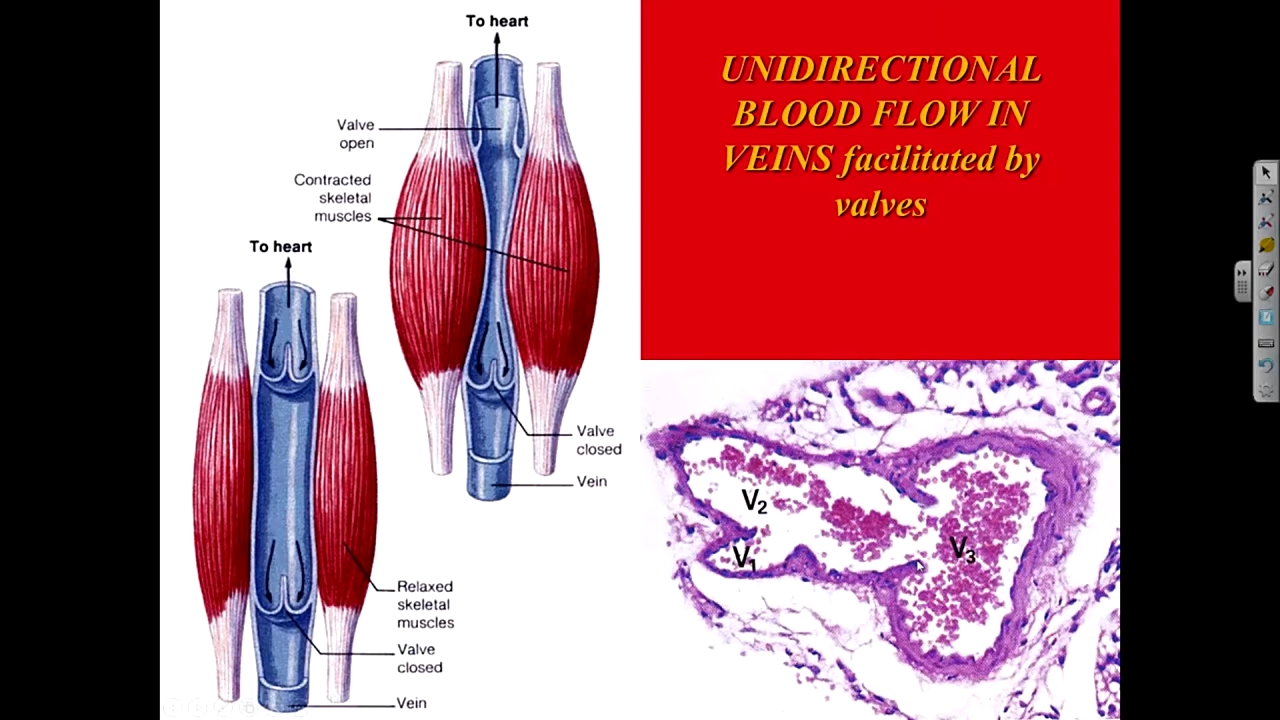 To heart
Valve
open
Contracted
skeletal
muscles
Valve
closed
Vein
To heart
Relaxed
skeletal
muscles
Valve
closed
Vein
UNIDIRECTIONAL
BLOOD FLOW IN
VEINS facilitated by
valves
V2
V1
V3